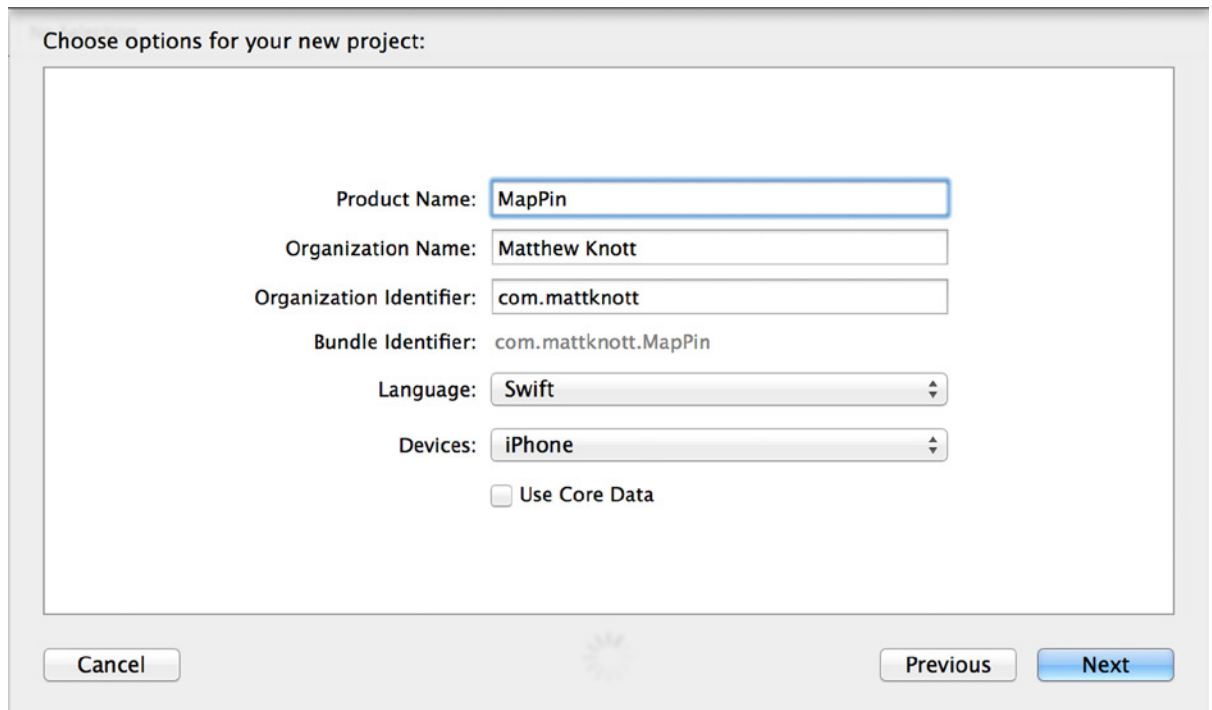 Choose options for your new project:
Product Name: MapPin
Organization Name: Matthew Knott
Organization Identifier: com.mattknott
Bundle Identifier: com.mattknott.MapPin
Language: Swift
Devices: iPhone
Use Core Data
Cancel Previous Next